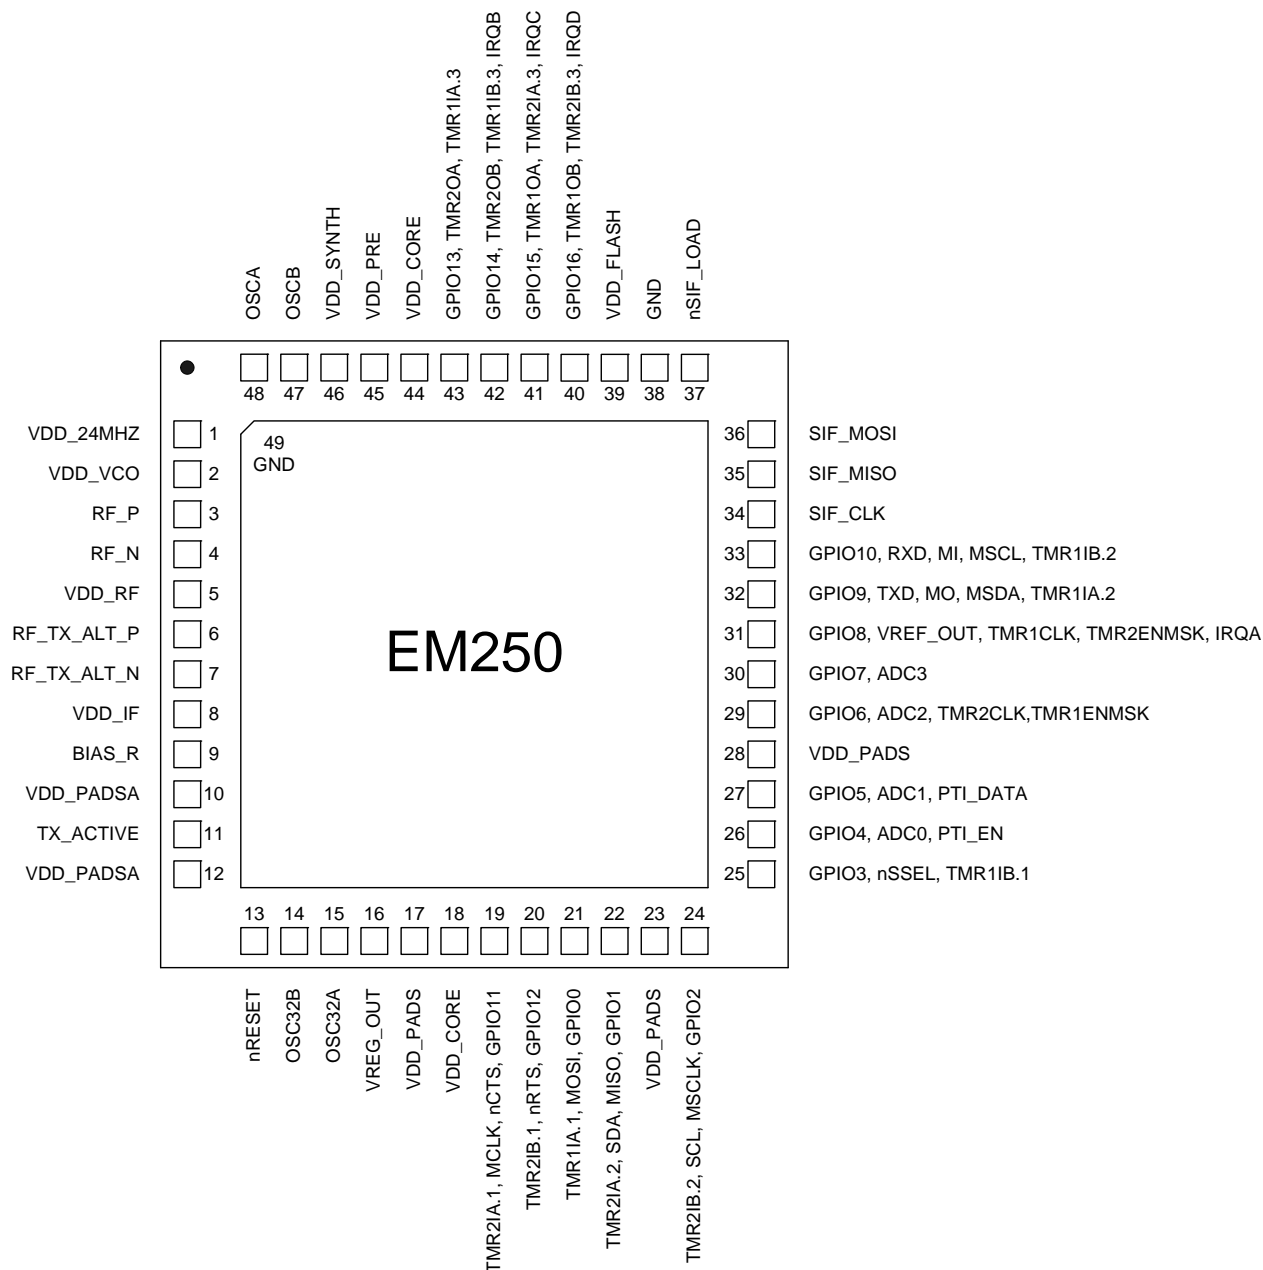 OSCA
OSCB
VDD_SYNTH
VDD_PRE
VDD_CORE
GPIO13, TMR2OA, TMR1IA.3
GPIO14, TMR2OB, TMR1IB.3, IRQB
GPIO15, TMR1OA, TMR2IA.3, IRQC
GPIO16, TMR1OB, TMR2IB.3, IRQD
VDD_FLASH
GND
nSIF_LOAD
48 47 46 45 44 43 42 41 40 39 38 37
VDD_24MHZ 1
VDD_VCO 2
RF_P 3
RF_N 4
VDD_RF 5
RF_TX_ALT_P 6
RF_TX_ALT_N 7
VDD_IF 8
BIAS_R 9
VDD_PADSA 10
TX_ACTIVE 11
VDD_PADSA 12
49
GND
EM250
36 SIF_MOSI
35 SIF_MISO
34 SIF_CLK
33 GPIO10, RXD, MI, MSCL, TMR1IB.2
32 GPIO9, TXD, MO, MSDA, TMR1IA.2
31 GPIO8, VREF_OUT, TMR1CLK, TMR2ENMSK, IRQA
30 GPIO7, ADC3
29 GPIO6, ADC2, TMR2CLK,TMR1ENMSK
28 VDD_PADS
27 GPIO5, ADC1, PTI_DATA
26 GPIO4, ADC0, PTI_EN
25 GPIO3, nSSEL, TMR1IB.1
13 14 15 16 17 18 19 20 21 22 23 24
nRESET
OSC32B
OSC32A
VREG_OUT
VDD_PADS
VDD_CORE
TMR2IA.1, MCLK, nCTS, GPIO11
TMR2IB.1, nRTS, GPIO12
TMR1IA.1, MOSI, GPIO0
TMR2IA.2, SDA, MISO, GPIO1
VDD_PADS
TMR2IB.2, SCL, MSCLK, GPIO2